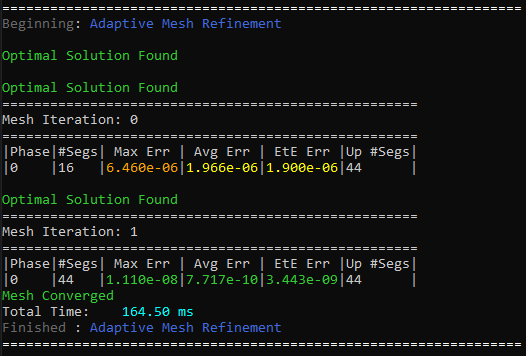 =================================================================
Beginning: Adaptive Mesh Refinement
Optimal Solution Found
Optimal Solution Found
====================================================
Mesh Iteration: 0
====================================================
|Phase|#Segs| Max Err | Avg Err | EtE Err |Up #Segs|
|0    |16   |6.460e-06|1.966e-06|1.900e-06|44      |
Optimal Solution Found
====================================================
Mesh Iteration: 1
====================================================
|Phase|#Segs| Max Err | Avg Err | EtE Err |Up #Segs|
|0    |44   |1.110e-08|7.717e-10|3.443e-09|44      |
Mesh Converged
Total Time:    164.50 ms
Finished : Adaptive Mesh Refinement
=================================================================